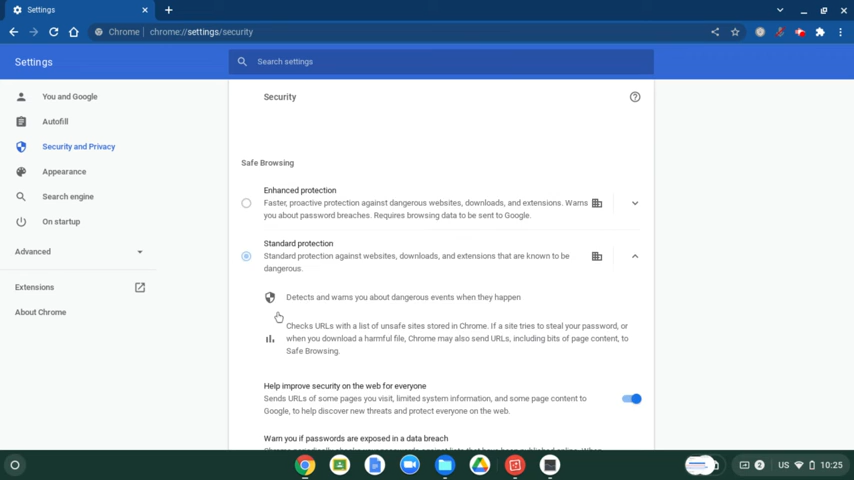 Settings
Chrome
chrome://settings/security
Settings
Search settings
You and Google
Autofill
Security and Privacy
Appearance
Search engine
On startup
Advanced
Extensions
About Chrome
Security
Safe Browsing
Enhanced protection
Faster, proactive protection against dangerous websites, downloads, and extensions. Warns
you about password breaches. Requires browsing data to be sent to Google.
Standard protection
Standard protection against websites, downloads, and extensions that are known to be
dangerous.
Detects and warns you about dangerous events when they happen
Checks URLs with a list of unsafe sites stored in Chrome. If a site tries to steal your password, or
when you download a harmful file, Chrome may also send URLs, including bits of page content, to
Safe Browsing.
Help improve security on the web for everyone
Sends URLs of some pages you visit, limited system information, and some page content to
Google, to help discover new threats and protect everyone on the web.
Warn you if passwords are exposed in a data breach
2
US
10:25